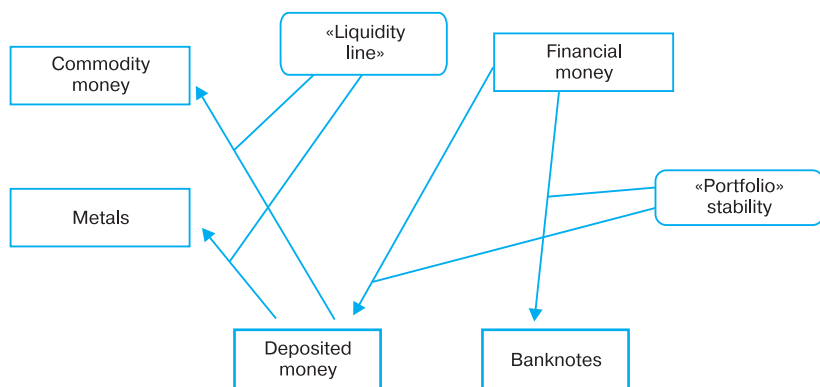 «Liquidity
line»
Financial
money
Commodity
money
«Portfolio»
stability
Metals
Deposited
money
Banknotes